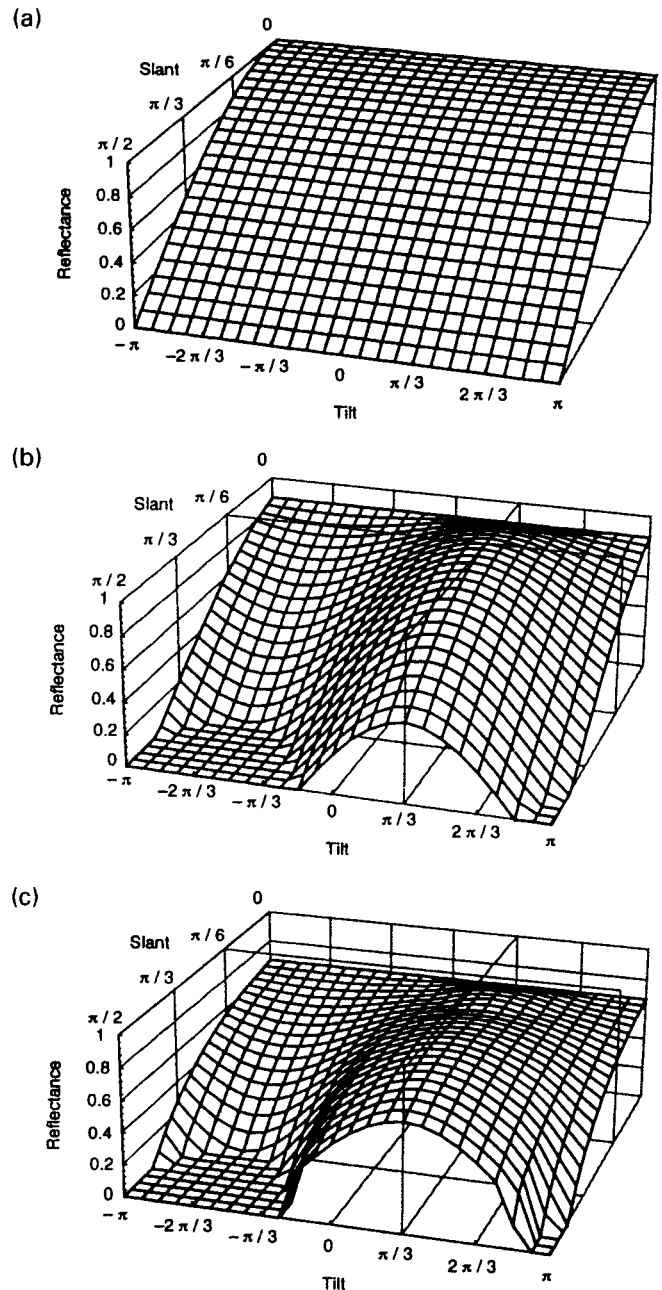 (a)
0
Slant
π / 6
π / 3
π / 2
1
0.8
0.6
0.4
0.2
0
Reflectance
− π
−2 π / 3
− π / 3
0
π / 3
2 π / 3
π
Tilt
(b)
0
Slant
π / 6
π / 3
π / 2
1
0.8
0.6
0.4
0.2
0
Reflectance
− π
−2 π / 3
− π / 3
0
π / 3
2 π / 3
π
Tilt
(c)
0
Slant
π / 6
π / 3
π / 2
1
0.8
0.6
0.4
0.2
0
Reflectance
− π
−2 π / 3
− π / 3
0
π / 3
2 π / 3
π
Tilt